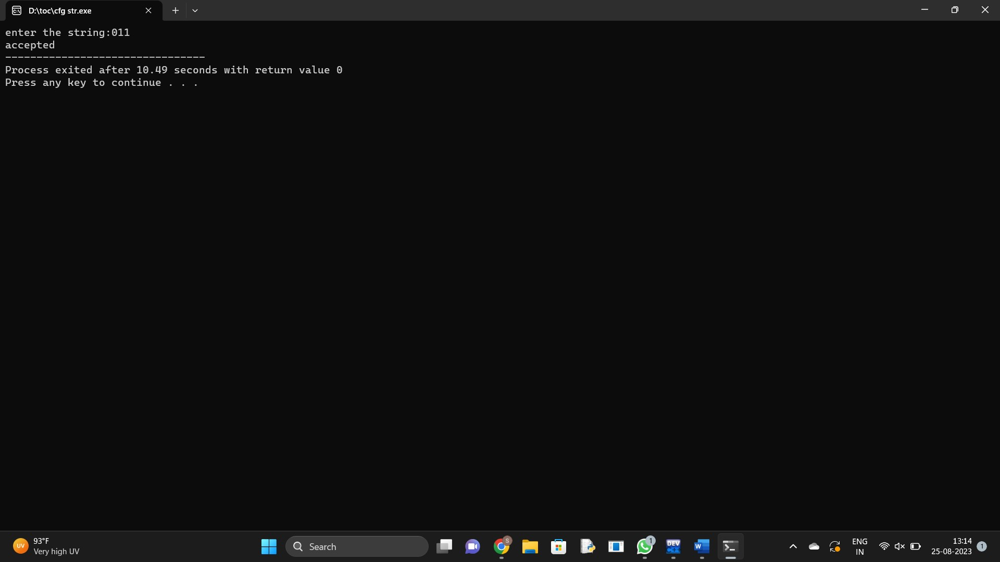 D:\toc\cfg str.exe
enter the string:011
accepted
--------------------------------
Process exited after 10.49 seconds with return value 0
Press any key to continue . . .
UV
93°F
Very high UV
Search
S
1
DEV
C++
W
ENG
IN
13:14
25-08-2023
1